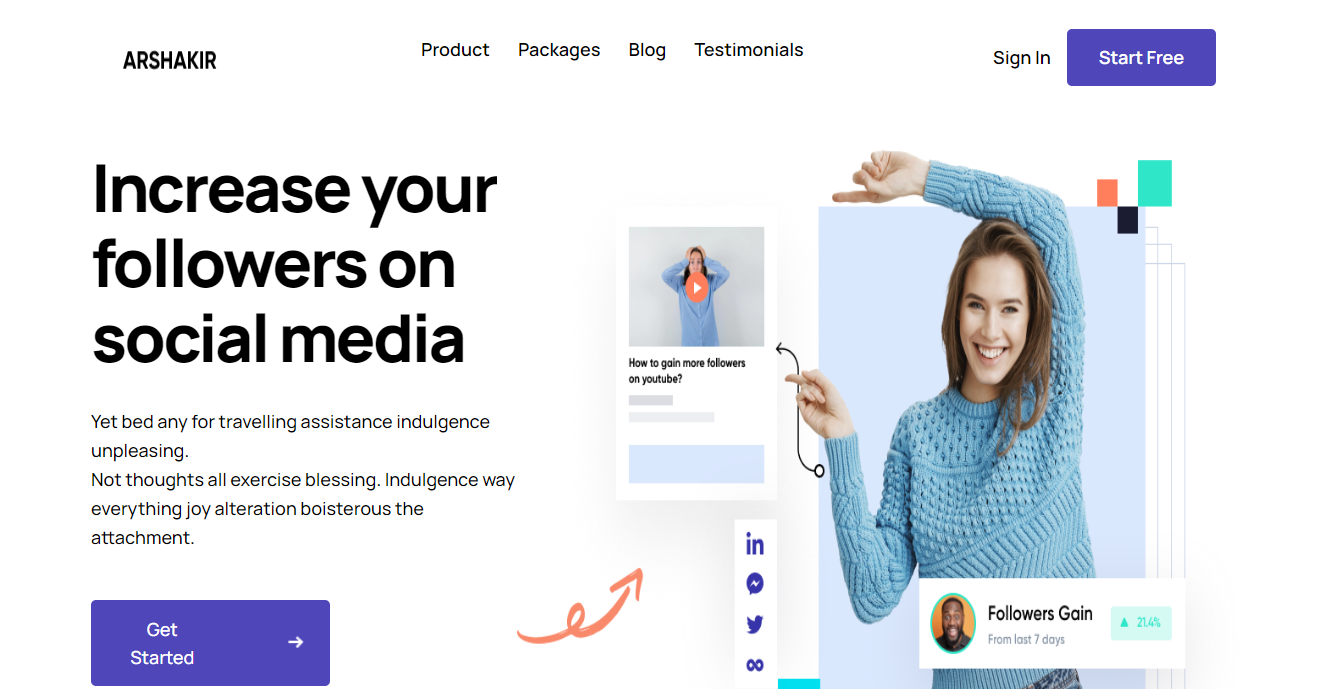 ARSHAKIR
Product
Packages
Blog
Testimonials
Sign In
Start Free
Increase your
followers on
social media
Yet bed any for travelling assistance indulgence
unpleasing.
Not thoughts all exercise blessing. Indulgence way
everything joy alteration boisterous the
attachment.
Get
Started
How to gain more followers
on youtube?
in
Followers Gain
From last 7 days
21.4%